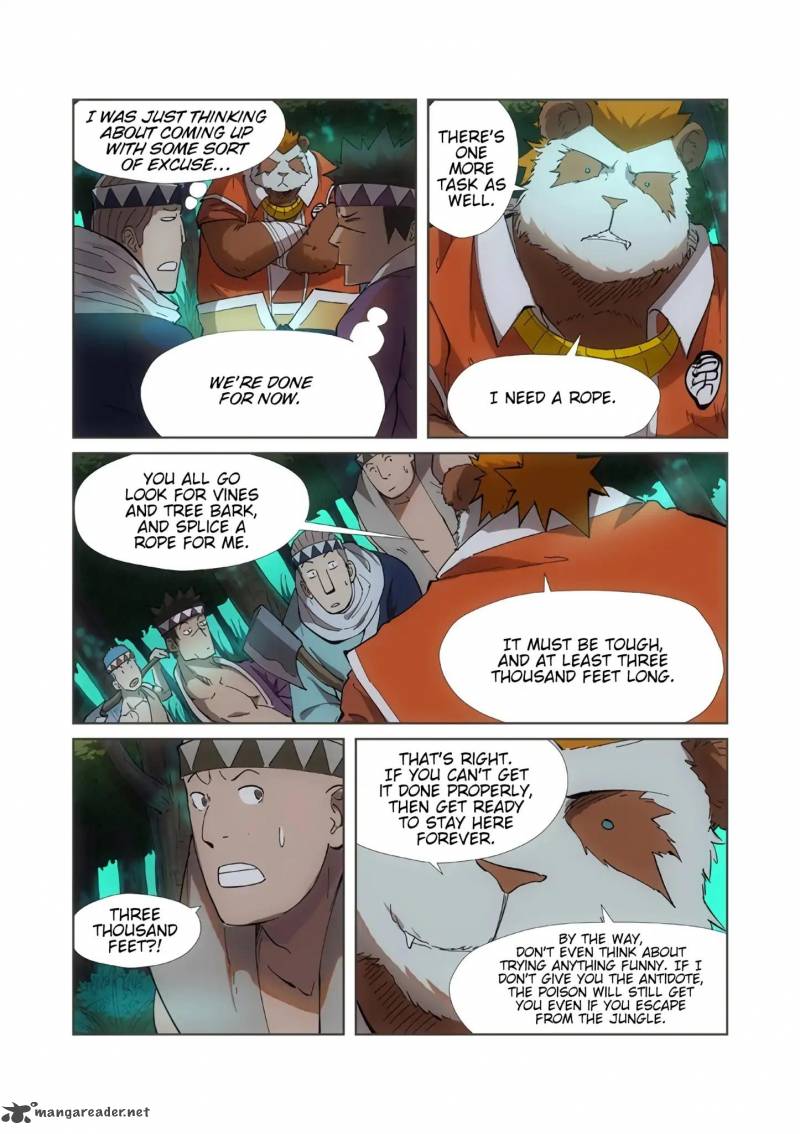 I WAS JUST THINKING
ABOUT COMING UP
WITH SOME SORT
OF EXCUSE...
WE'RE DONE
FOR NOW.
THERE'S
ONE
MORE
TASK AS
WELL.
I NEED A ROPE.
YOU ALL GO
LOOK FOR VINES
AND TREE BARK,
AND SPLICE A
ROPE FOR ME.
IT MUST BE TOUGH,
AND AT LEAST THREE
THOUSAND FEET LONG.
THREE
THOUSAND
FEET?!
THAT'S RIGHT.
IF YOU CAN'T GET
IT DONE PROPERLY,
THEN GET READY
TO STAY HERE
FOREVER.
BY THE WAY,
DON'T EVEN THINK ABOUT
TRYING ANYTHING FUNNY. IF I
DON'T GIVE YOU THE ANTIDOTE,
THE POISON WILL STILL GET
YOU EVEN IF YOU ESCAPE
FROM THE JUNGLE.
mangareader.net